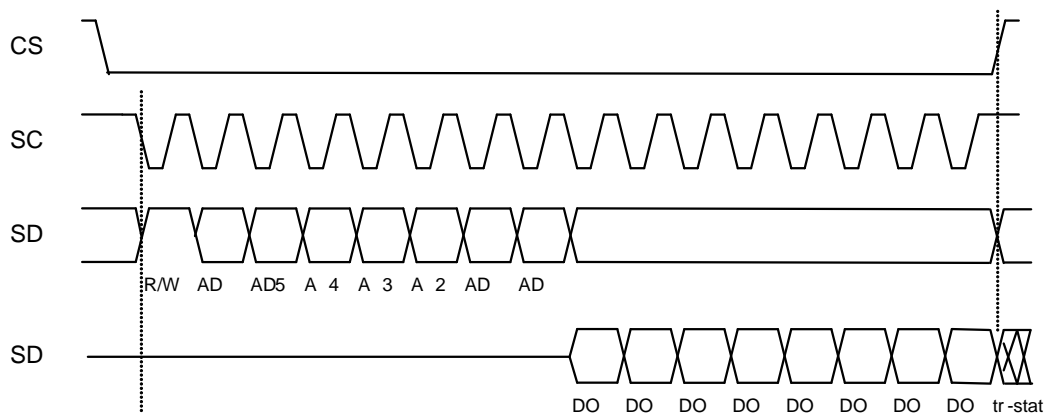 CS
SC
SD
R/W AD AD5 A 4 A 3 A 2 AD AD
SD
DO DO DO DO DO DO DO DO tr -stat